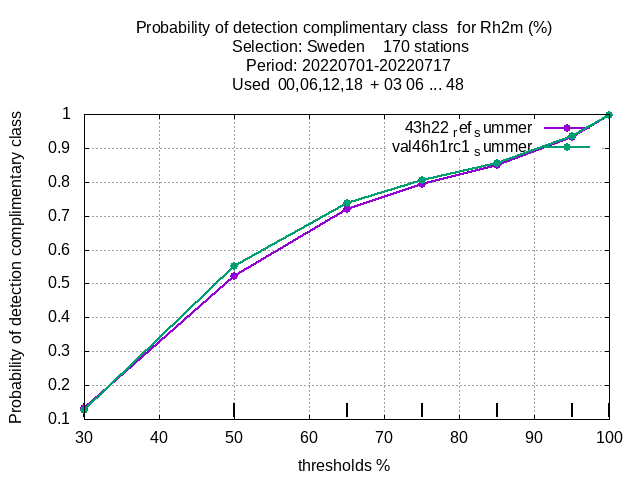 Probability of detection complimentary class  for Rh2m (%)
Selection: Sweden    170 stations
Period: 20220701-20220717
Used  00,06,12,18  + 03 06 ... 48
Probability of detection complimentary class
1
0.9
0.8
0.7
0.6
0.5
0.4
0.3
0.2
0.1
43h22 ref summer
val46h1rc1 summer
30 40 50 60 70 80 90 100
thresholds %